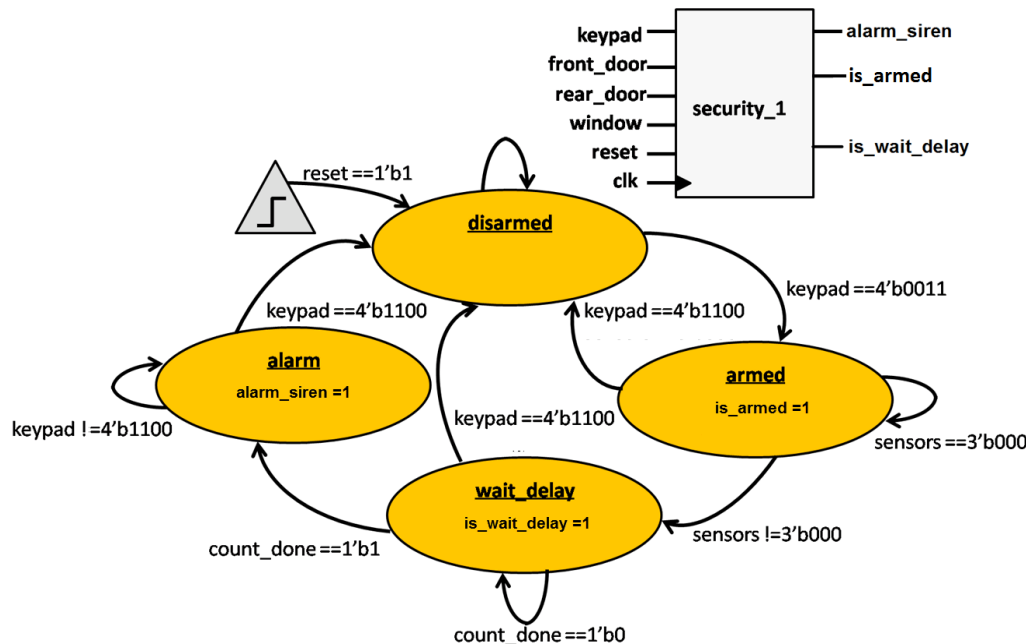 keypad
front_door
rear_door
window
reset
clk
security_1
alarm_siren
is_armed
is_wait_delay
reset ==1'b1
disarmed
keypad ==4'b0011
keypad ==4'b1100
keypad ==4'b1100
alarm
alarm_siren =1
armed
is_armed =1
keypad ==4'b1100
keypad !=4'b1100
sensors ==3'b000
wait_delay
is_wait_delay =1
sensors !=3'b000
count_done ==1'b1
count_done ==1'b0